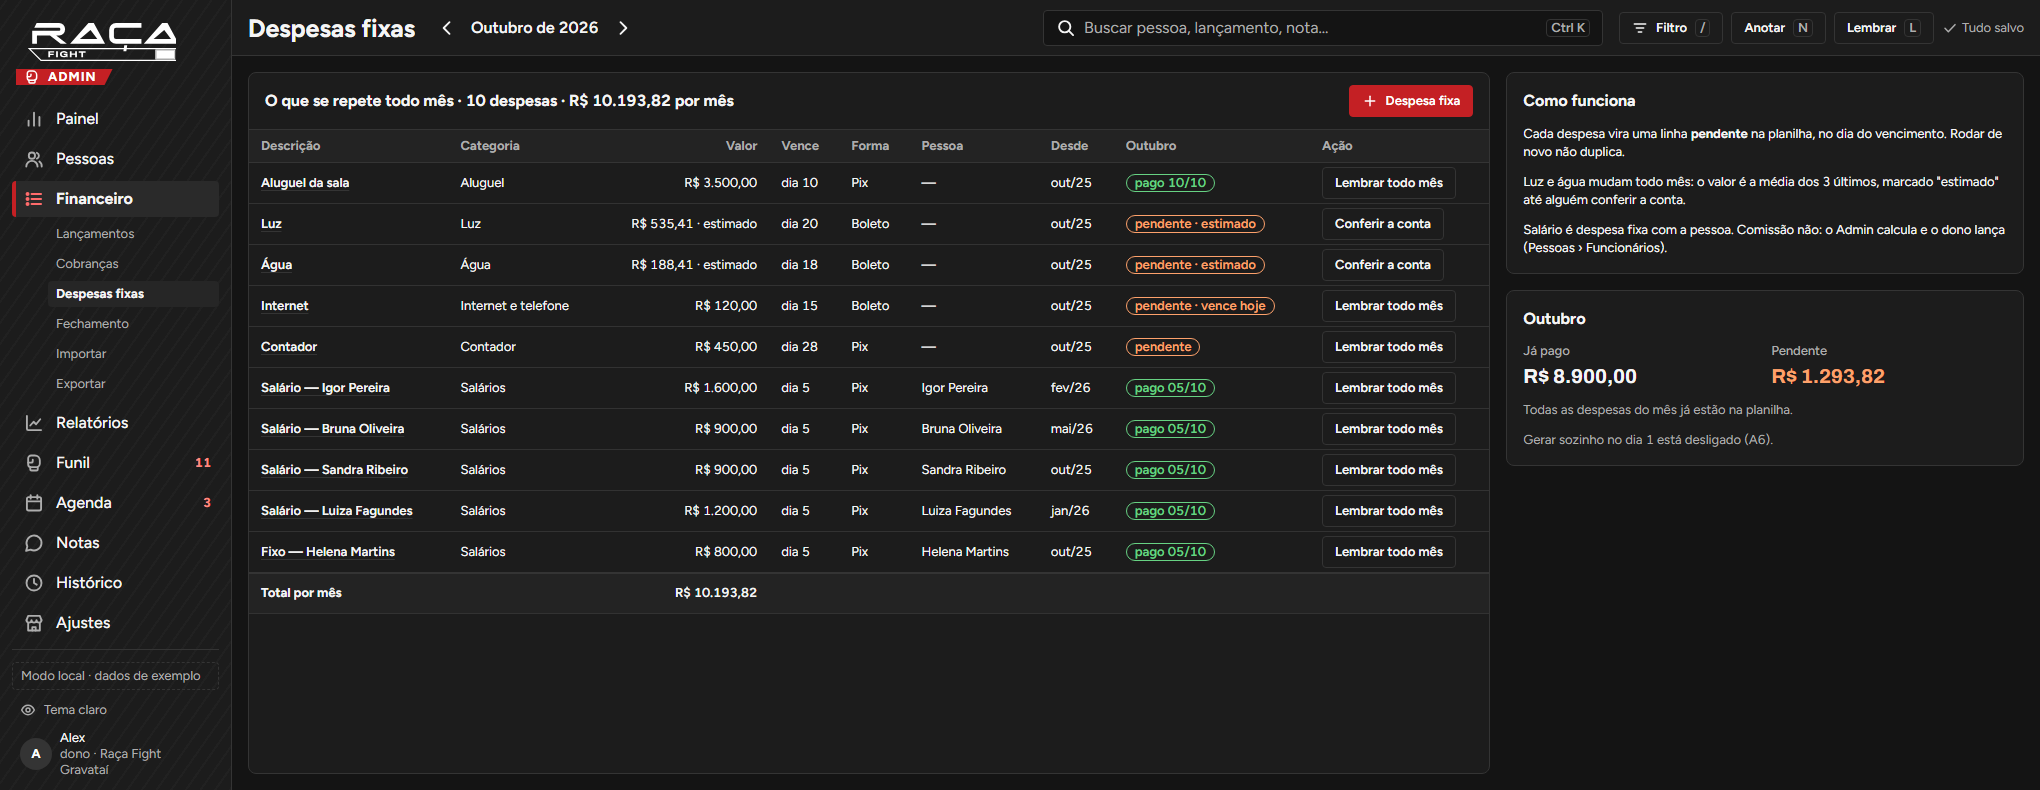 RAÇA
FIGHT
ADMIN
Painel
Pessoas
Financeiro
Lançamentos
Cobranças
Despesas fixas
Fechamento
Importar
Exportar
Relatórios
Funil 11
Agenda 3
Notas
Histórico
Ajustes
Modo local · dados de exemplo
Tema claro
A
Alex
dono · Raça Fight
Gravataí
Despesas fixas
Outubro de 2026
Buscar pessoa, lançamento, nota... Ctrl K
Filtro /
Anotar N
Lembrar L
Tudo salvo
O que se repete todo mês · 10 despesas · R$ 10.193,82 por mês
+ Despesa fixa
Descrição Categoria Valor Vence Forma Pessoa Desde Outubro Ação
Aluguel da sala Aluguel R$ 3.500,00 dia 10 Pix — out/25 pago 10/10 Lembrar todo mês
Luz Luz R$ 535,41 · estimado dia 20 Boleto — out/25 pendente · estimado Conferir a conta
Água Água R$ 188,41 · estimado dia 18 Boleto — out/25 pendente · estimado Conferir a conta
Internet Internet e telefone R$ 120,00 dia 15 Boleto — out/25 pendente · vence hoje Lembrar todo mês
Contador Contador R$ 450,00 dia 28 Pix — out/25 pendente Lembrar todo mês
Salário — Igor Pereira Salários R$ 1.600,00 dia 5 Pix Igor Pereira fev/26 pago 05/10 Lembrar todo mês
Salário — Bruna Oliveira Salários R$ 900,00 dia 5 Pix Bruna Oliveira mai/26 pago 05/10 Lembrar todo mês
Salário — Sandra Ribeiro Salários R$ 900,00 dia 5 Pix Sandra Ribeiro out/25 pago 05/10 Lembrar todo mês
Salário — Luiza Fagundes Salários R$ 1.200,00 dia 5 Pix Luiza Fagundes jan/26 pago 05/10 Lembrar todo mês
Fixo — Helena Martins Salários R$ 800,00 dia 5 Pix Helena Martins out/25 pago 05/10 Lembrar todo mês
Total por mês R$ 10.193,82
Como funciona
Cada despesa vira uma linha pendente na planilha, no dia do vencimento. Rodar de
novo não duplica.
Luz e água mudam todo mês: o valor é a média dos 3 últimos, marcado "estimado"
até alguém conferir a conta.
Salário é despesa fixa com a pessoa. Comissão não: o Admin calcula e o dono lança
(Pessoas › Funcionários).
Outubro
Já pago Pendente
R$ 8.900,00 R$ 1.293,82
Todas as despesas do mês já estão na planilha.
Gerar sozinho no dia 1 está desligado (A6).